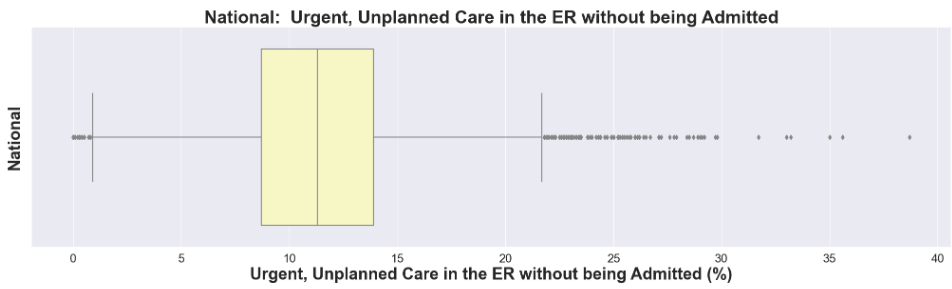 National:  Urgent, Unplanned Care in the ER without being Admitted
National
0 5 10 15 20 25 30 35 40
Urgent, Unplanned Care in the ER without being Admitted (%)